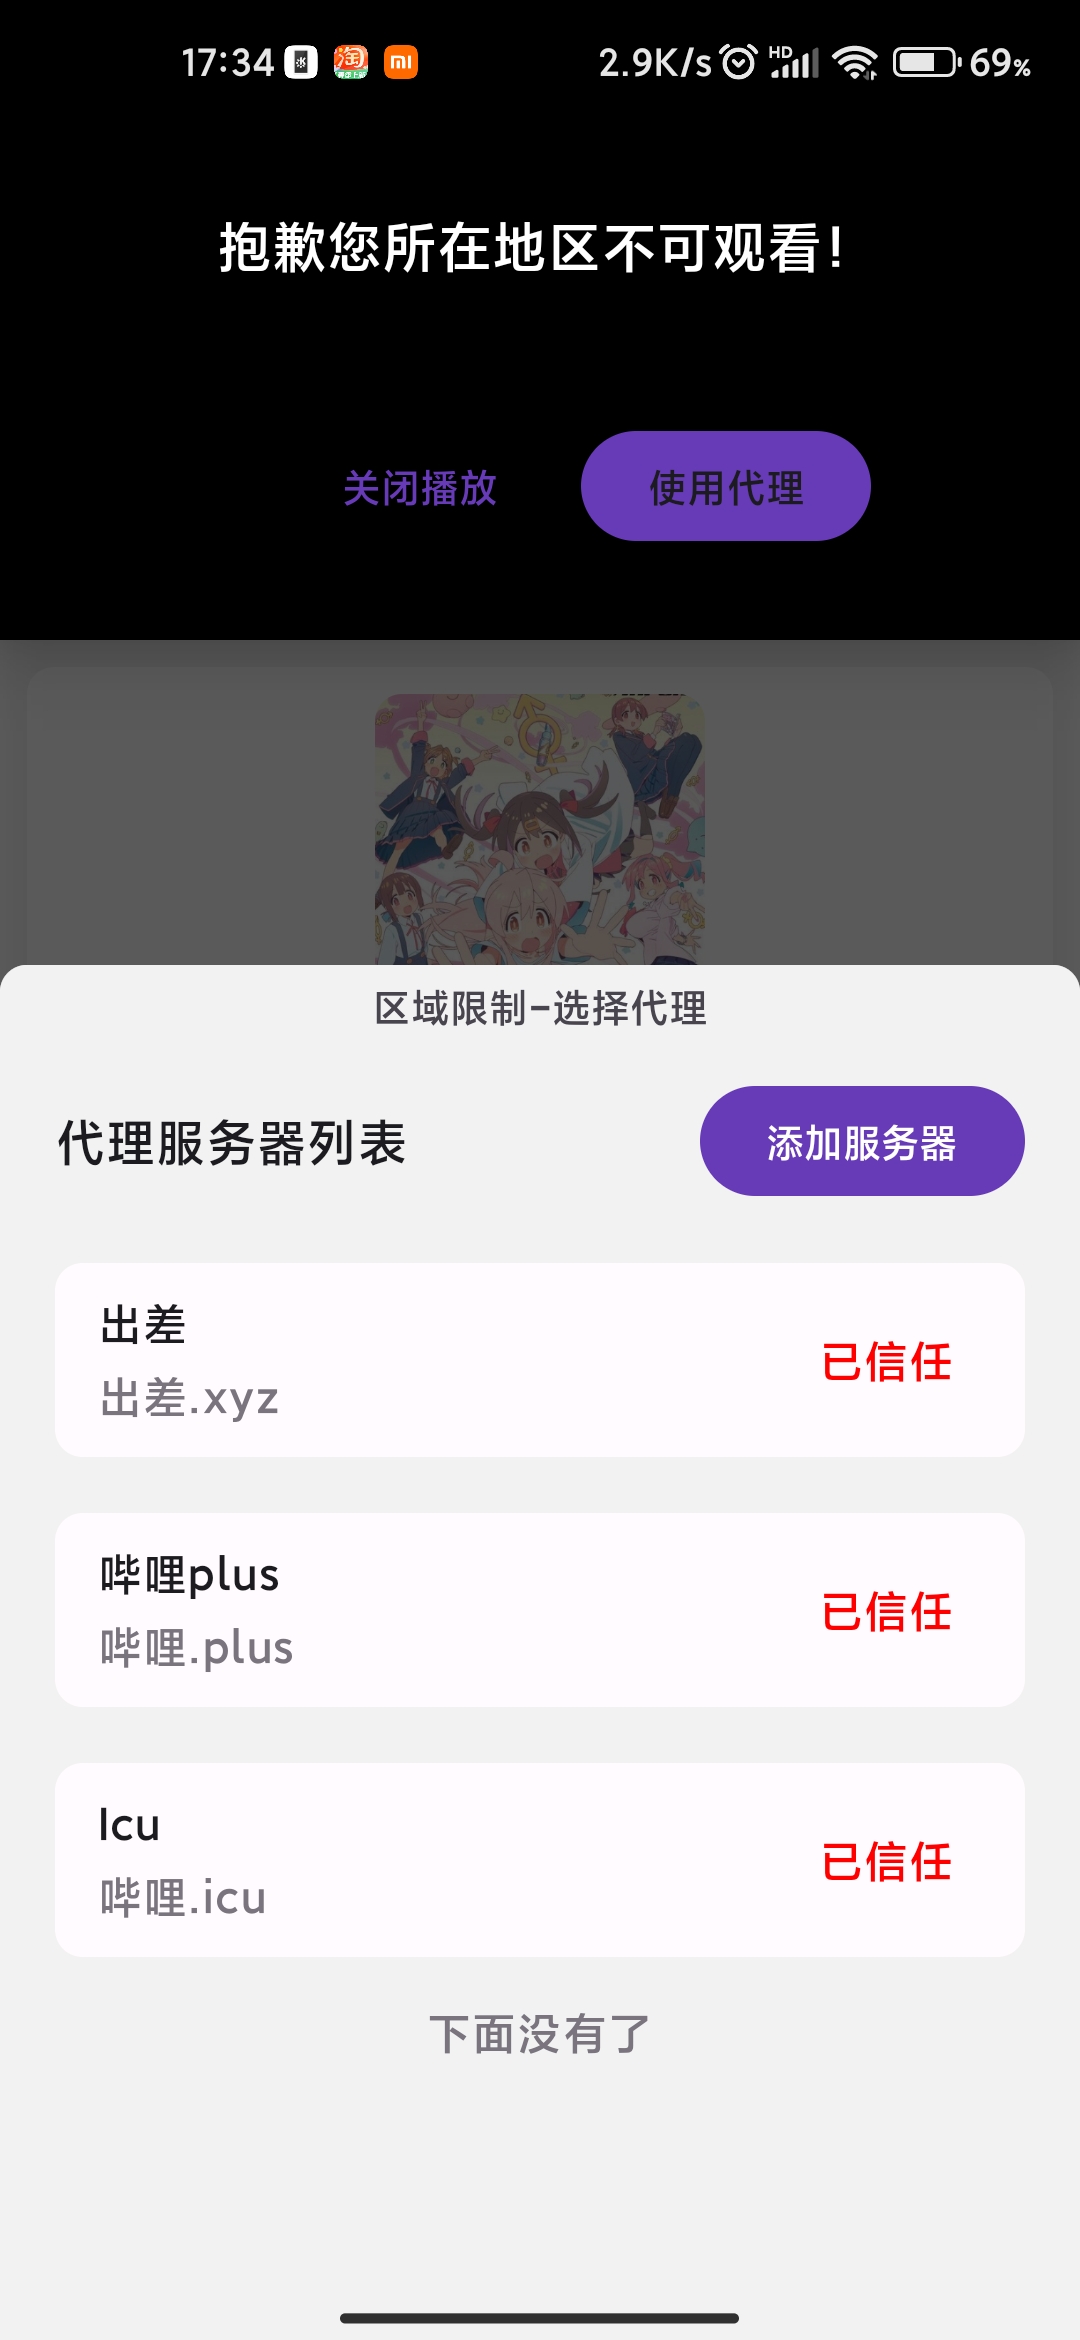 17:34
2.9K/s HD 69%
抱歉您所在地区不可观看!
关闭播放
使用代理
区域限制-选择代理
代理服务器列表
添加服务器
出差
出差.xyz
已信任
哔哩plus
哔哩.plus
已信任
Icu
哔哩.icu
已信任
下面没有了